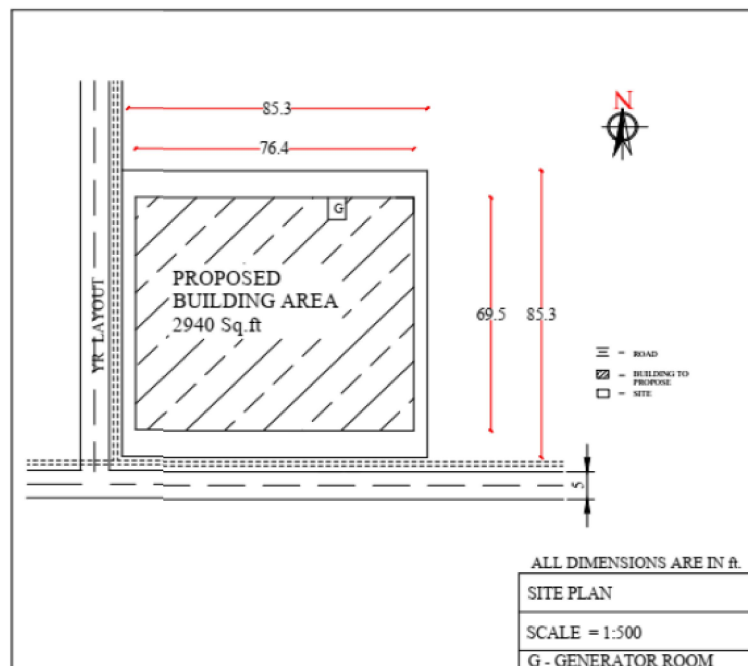 85.3
76.4
N
G
PROPOSED
BUILDING AREA
2940 Sq.ft
YR LAYOUT
69.5
85.3
- ROAD
- BUILDING TO
PROPOSE
- SITE
5
ALL DIMENSIONS ARE IN ft.
SITE PLAN
SCALE = 1:500
G - GENERATOR ROOM